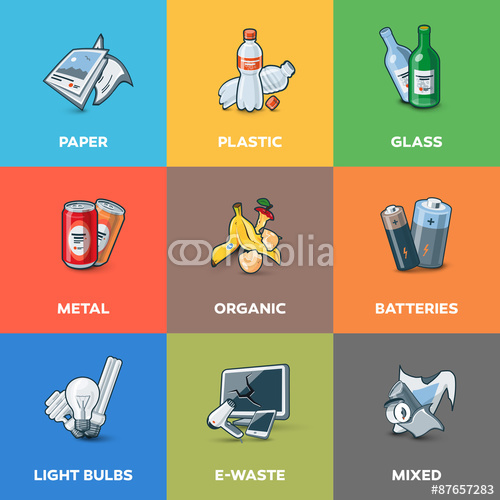 PAPER
PLASTIC
GLASS
fotolia
METAL
ORGANIC
BATTERIES
LIGHT BULBS
E-WASTE
MIXED
#87657283